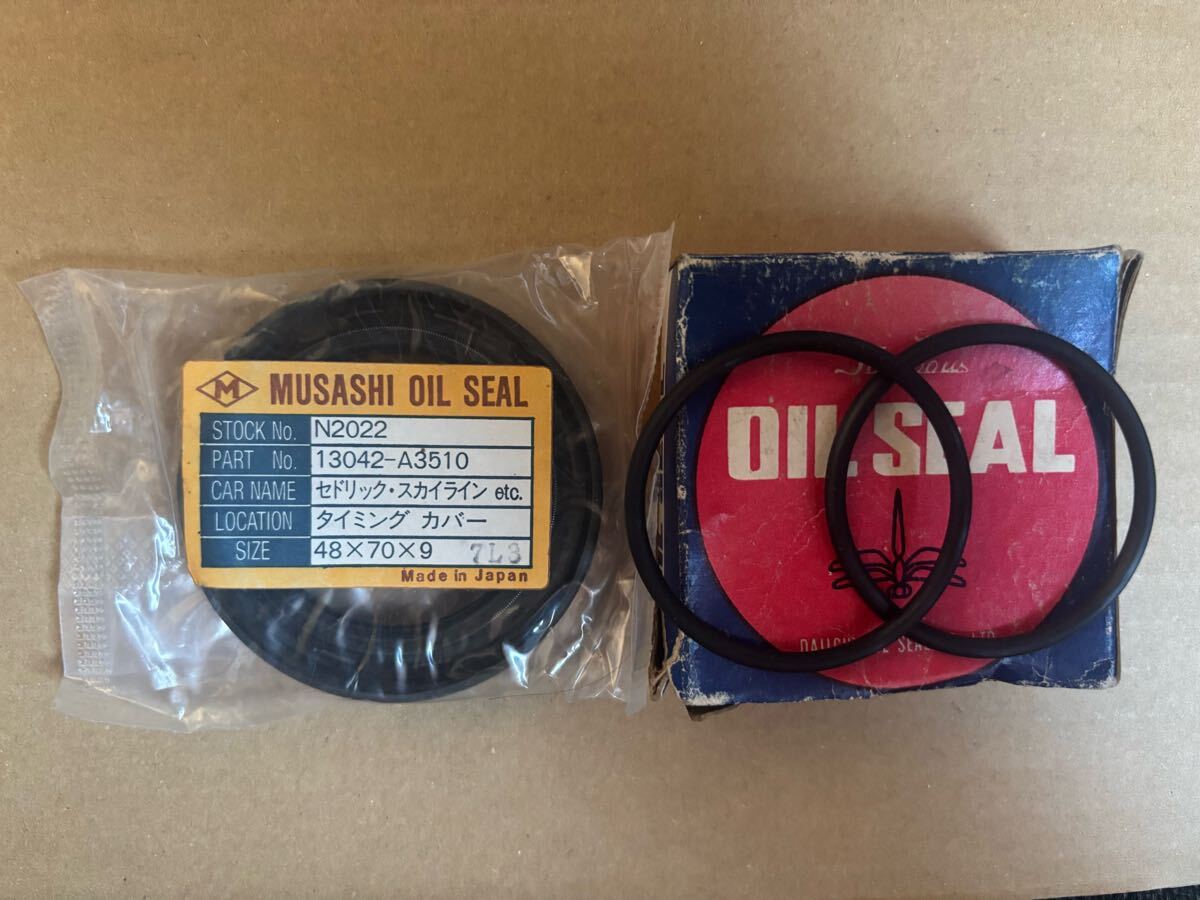 M
MUSASHI OIL SEAL
STOCK No. N2022
PART No. 13042-A3510
CAR NAME セドリック・スカイライン etc.
LOCATION タイミング カバー
SIZE 48×70×9 7L3
Made in Japan
OIL SEAL